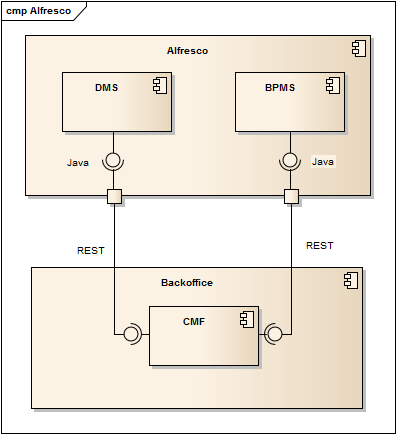 cmp Alfresco
Alfresco
DMS
BPMS
Java
Java
REST
REST
Backoffice
CMF